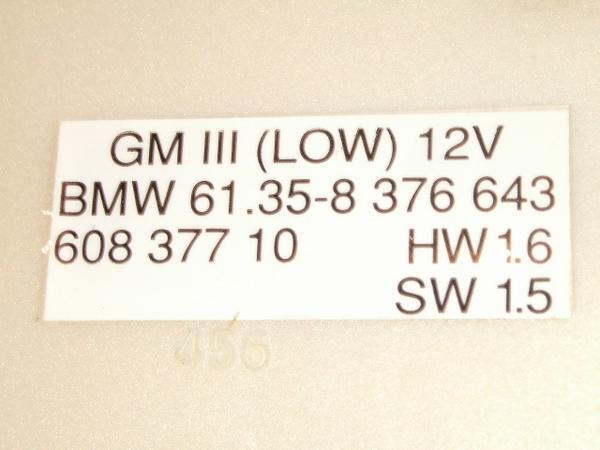 GM III (LOW) 12V
BMW 61.35-8 376 643
608 377 10 HW 1.6
SW 1.5
456